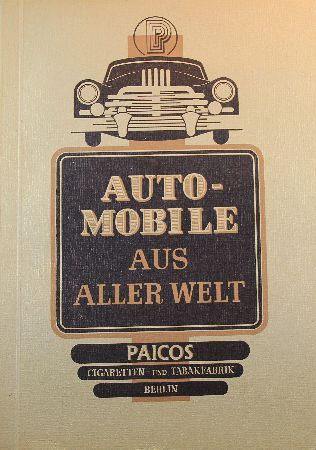 P
AUTO-
MOBILE
AUS
ALLER WELT
PAICOS
CIGARETTEN- UND TABAKFABRIK
BERLIN